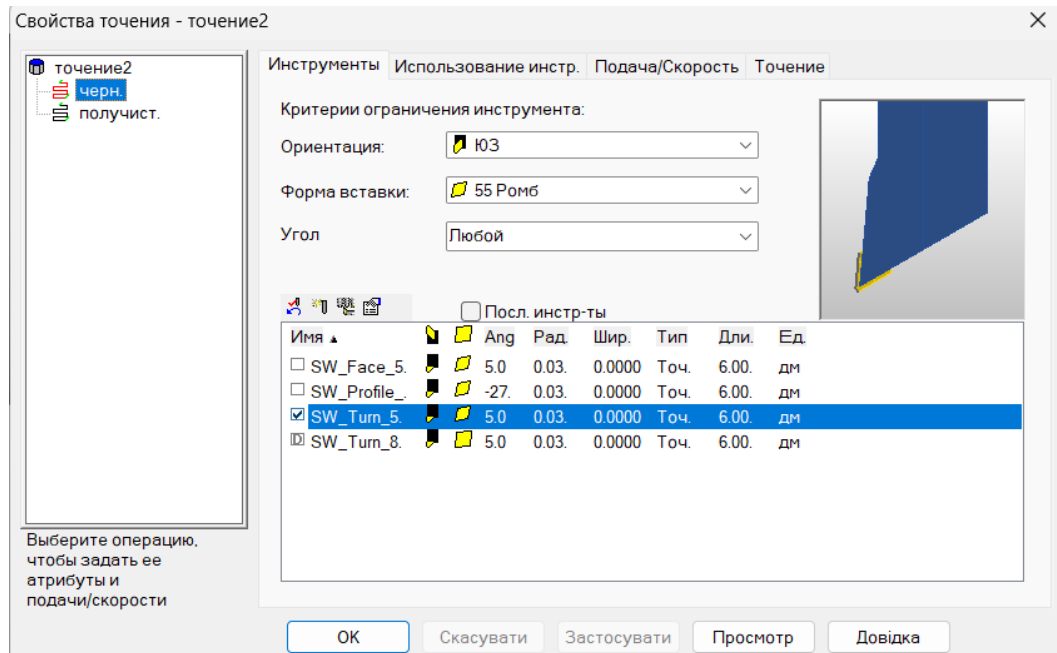 Свойства точения - точение2
точение2
черн.
получист.
Выберите операцию,
чтобы задать ее
атрибуты и
подачи/скорости
Инструменты Использование инстр. Подача/Скорость Точение
Критерии ограничения инструмента:
Ориентация: ЮЗ
Форма вставки: 55 Ромб
Угол Любой
Посл. инстр-ты
Имя Ang Рад. Шир. Тип Дли. Ед.
SW_Face_5. 5.0 0.03. 0.0000 Точ. 6.00. дм
SW_Profile_. -27. 0.03. 0.0000 Точ. 6.00. дм
SW_Turn_5. 5.0 0.03. 0.0000 Точ. 6.00. дм
D SW_Turn_8. 5.0 0.03. 0.0000 Точ. 6.00. дм
OK Скасувати Застосувати Просмотр Довідка